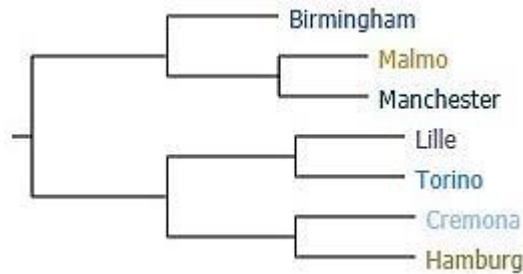 Birmingham
Malmo
Manchester
Lille
Torino
Cremona
Hamburg